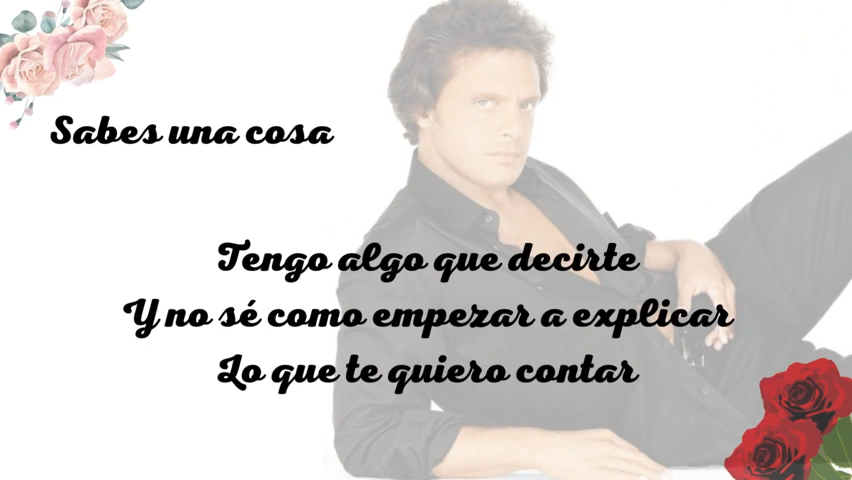 Sabes una cosa
Tengo algo que decirte
Y no sé como empezar a explicar
Lo que te quiero contar